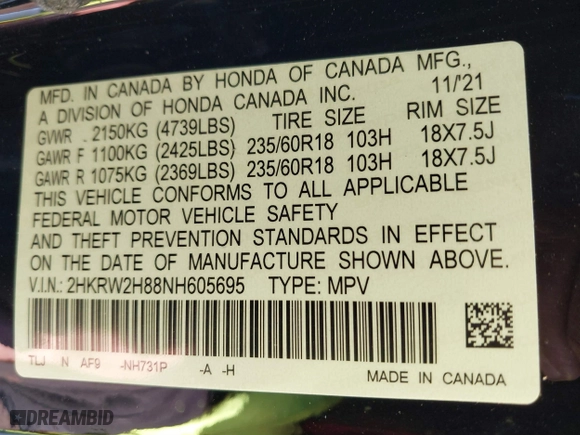 MFD. IN CANADA BY HONDA OF CANADA MFG.,
A DIVISION OF HONDA CANADA INC. 11/'21
GVWR 2150KG (4739LBS) TIRE SIZE RIM SIZE
GAWR F 1100KG (2425LBS) 235/60R18 103H 18X7.5J
GAWR R 1075KG (2369LBS) 235/60R18 103H 18X7.5J
THIS VEHICLE CONFORMS TO ALL APPLICABLE
FEDERAL MOTOR VEHICLE SAFETY
AND THEFT PREVENTION STANDARDS IN EFFECT
ON THE DATE OF MANUFACTURE SHOWN ABOVE.
V.I.N.: 2HKRW2H88NH605695 TYPE: MPV
TLJ N AF9 -NH731P -A -H
MADE IN CANADA
DREAMBID